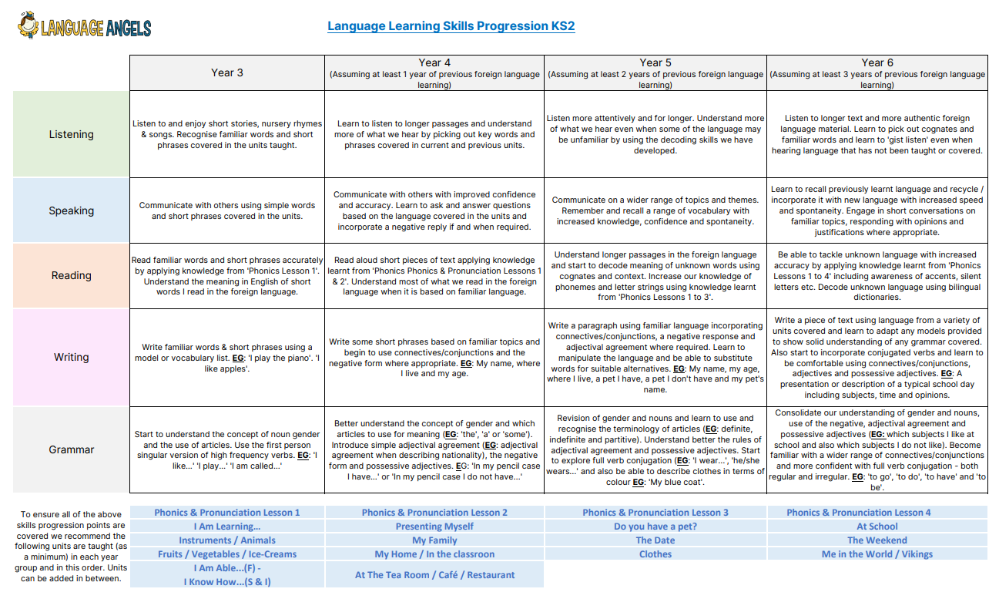 LANGUAGE ANGELS
Language Learning Skills Progression KS2
Year 3
Year 4
(Assuming at least 1 year of previous foreign language
learning)
Year 5
(Assuming at least 2 years of previous foreign language
learning)
Year 6
(Assuming at least 3 years of previous foreign language
learning)
Listening
Listen to and enjoy short stories, nursery rhymes
& songs. Recognise familiar words and short
phrases covered in the units taught.
Learn to listen to longer passages and understand
more of what we hear by picking out key words and
phrases covered in current and previous units.
Listen more attentively and for longer. Understand more
of what we hear even when some of the language may
be unfamiliar by using the decoding skills we have
developed.
Listen to longer text and more authentic foreign
language material. Learn to pick out cognates and
familiar words and learn to 'gist listen' even when
hearing language that has not been taught or covered.
Speaking
Communicate with others using simple words
and short phrases covered in the units.
Communicate with others with improved confidence
and accuracy. Learn to ask and answer questions
based on the language covered in the units and
incorporate a negative reply if and when required.
Communicate on a wider range of topics and themes.
Remember and recall a range of vocabulary with
increased knowledge, confidence and spontaneity.
Learn to recall previously learnt language and recycle /
incorporate it with new language with increased speed
and spontaneity. Engage in short conversations on
familiar topics, responding with opinions and
justifications where appropriate.
Reading
Read familiar words and short phrases accurately
by applying knowledge from 'Phonics Lesson 1'.
Understand the meaning in English of short
words I read in the foreign language.
Read aloud short pieces of text applying knowledge
learnt from 'Phonics Phonics & Pronunciation Lessons 1
& 2'. Understand most of what we read in the foreign
language when it is based on familiar language.
Understand longer passages in the foreign language
and start to decode meaning of unknown words using
cognates and context. Increase our knowledge of
phonemes and letter strings using knowledge learnt
from 'Phonics Lessons 1 to 3'.
Be able to tackle unknown language with increased
accuracy by applying knowledge learnt from 'Phonics
Lessons 1 to 4' including awareness of accents, silent
letters etc. Decode unknown language using bilingual
dictionaries.
Writing
Write familiar words & short phrases using a
model or vocabulary list. EG: 'I play the piano'. 'I
like apples'.
Write some short phrases based on familiar topics and
begin to use connectives/conjunctions and the
negative form where appropriate. EG: My name, where
I live and my age.
Write a paragraph using familiar language incorporating
connectives/conjunctions, a negative response and
adjectival agreement where required. Learn to
manipulate the language and be able to substitute
words for suitable alternatives. EG: My name, my age,
where I live, a pet I have, a pet I don't have and my pet's
name.
Write a piece of text using language from a variety of
units covered and learn to adapt any models provided
to show solid understanding of any grammar covered.
Also start to incorporate conjugated verbs and learn to
be comfortable using connectives/conjunctions,
adjectives and possessive adjectives. EG: A
presentation or description of a typical school day
including subjects, time and opinions.
Grammar
Start to understand the concept of noun gender
and the use of articles. Use the first person
singular version of high frequency verbs. EG: 'I
like...' 'I play...' 'I am called...'
Better understand the concept of gender and which
articles to use for meaning (EG: 'the', 'a' or 'some').
Introduce simple adjectival agreement (EG: adjectival
agreement when describing nationality), the negative
form and possessive adjectives. EG: 'In my pencil case
I have...' or 'In my pencil case I do not have...'
Revision of gender and nouns and learn to use and
recognise the terminology of articles (EG: definite,
indefinite and partitive). Understand better the rules of
adjectival agreement and possessive adjectives. Start
to explore full verb conjugation (EG: 'I wear...', 'he/she
wears...' and also be able to describe clothes in terms of
colour EG: 'My blue coat'.
Consolidate our understanding of gender and nouns,
use of the negative, adjectival agreement and
possessive adjectives (EG: which subjects I like at
school and also which subjects I do not like). Become
familiar with a wider range of connectives/conjunctions
and more confident with full verb conjugation - both
regular and irregular. EG: 'to go', 'to do', 'to have' and 'to
be'.
To ensure all of the above
skills progression points are
covered we recommend the
following units are taught (as
a minimum) in each year
group and in this order. Units
can be added in between.
Phonics & Pronunciation Lesson 1
I Am Learning...
Instruments / Animals
Fruits / Vegetables / Ice-Creams
I Am Able...(F) -
I Know How...(S & I)
Phonics & Pronunciation Lesson 2
Presenting Myself
My Family
My Home / In the classroom
At The Tea Room / Café / Restaurant
Phonics & Pronunciation Lesson 3
Do you have a pet?
The Date
Clothes
Phonics & Pronunciation Lesson 4
At School
The Weekend
Me in the World / Vikings